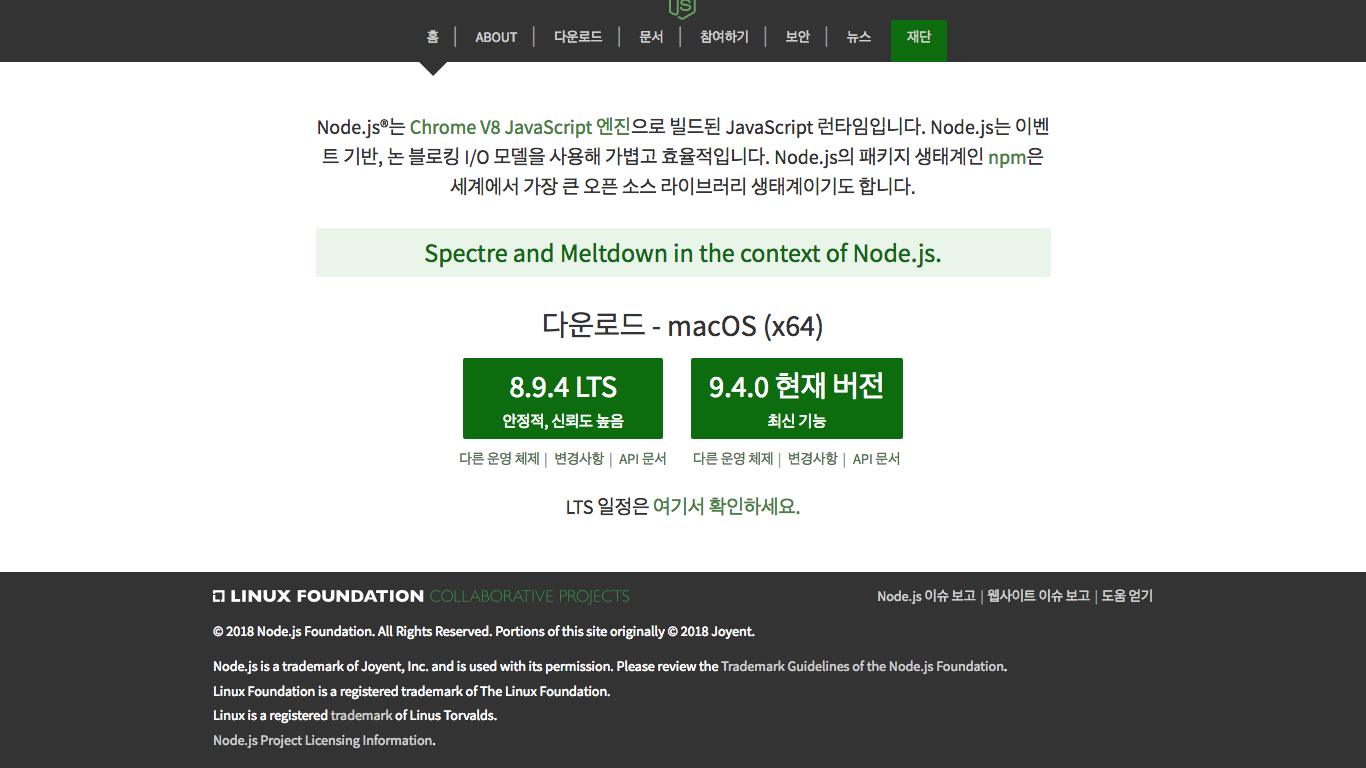 JS
홈 | ABOUT | 다운로드 | 문서 | 참여하기 | 보안 | 뉴스 재단
Node.js®는 Chrome V8 JavaScript 엔진으로 빌드된 JavaScript 런타임입니다. Node.js는 이벤
트 기반, 논 블로킹 I/O 모델을 사용해 가볍고 효율적입니다. Node.js의 패키지 생태계인 npm은
세계에서 가장 큰 오픈 소스 라이브러리 생태계이기도 합니다.
Spectre and Meltdown in the context of Node.js.
다운로드 - macOS (x64)
8.9.4 LTS
안정적, 신뢰도 높음
다른 운영 체제 | 변경사항 | API 문서
9.4.0 현재 버전
최신 기능
다른 운영 체제 | 변경사항 | API 문서
LTS 일정은 여기서 확인하세요.
LINUX FOUNDATION COLLABORATIVE PROJECTS
Node.js 이슈 보고 | 웹사이트 이슈 보고 | 도움 얻기
© 2018 Node.js Foundation. All Rights Reserved. Portions of this site originally © 2018 Joyent.
Node.js is a trademark of Joyent, Inc. and is used with its permission. Please review the Trademark Guidelines of the Node.js Foundation.
Linux Foundation is a registered trademark of The Linux Foundation.
Linux is a registered trademark of Linus Torvalds.
Node.js Project Licensing Information.